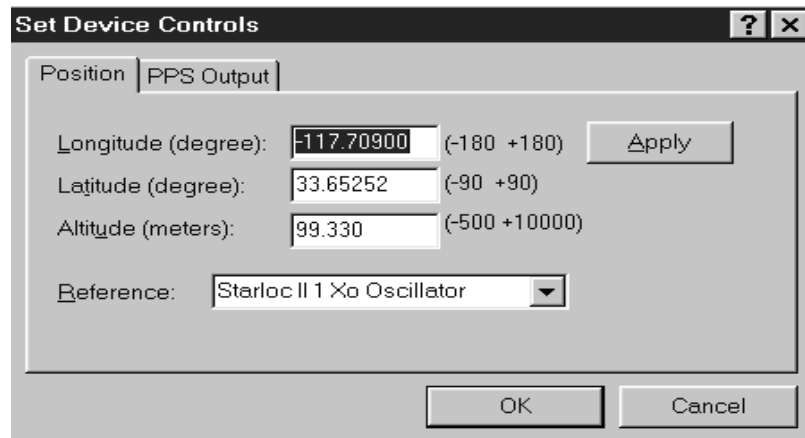 Set Device Controls ? ×
Position PPS Output
Longitude (degree): -117.70900 (-180 +180) Apply
Latitude (degree): 33.65252 (-90 +90)
Altitude (meters): 99.330 (-500 +10000)
Reference: Starloc II 1 Xo Oscillator
OK Cancel